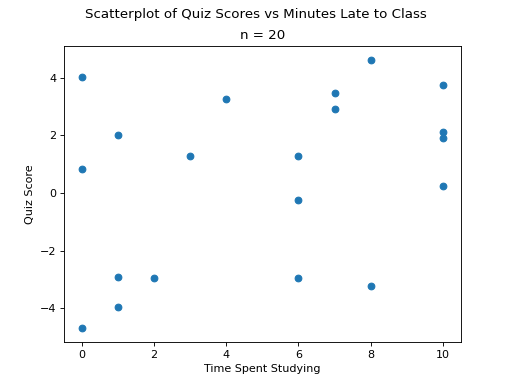 Scatterplot of Quiz Scores vs Minutes Late to Class
n = 20
4
2
0
−2
−4
Quiz Score
0 2 4 6 8 10
Time Spent Studying